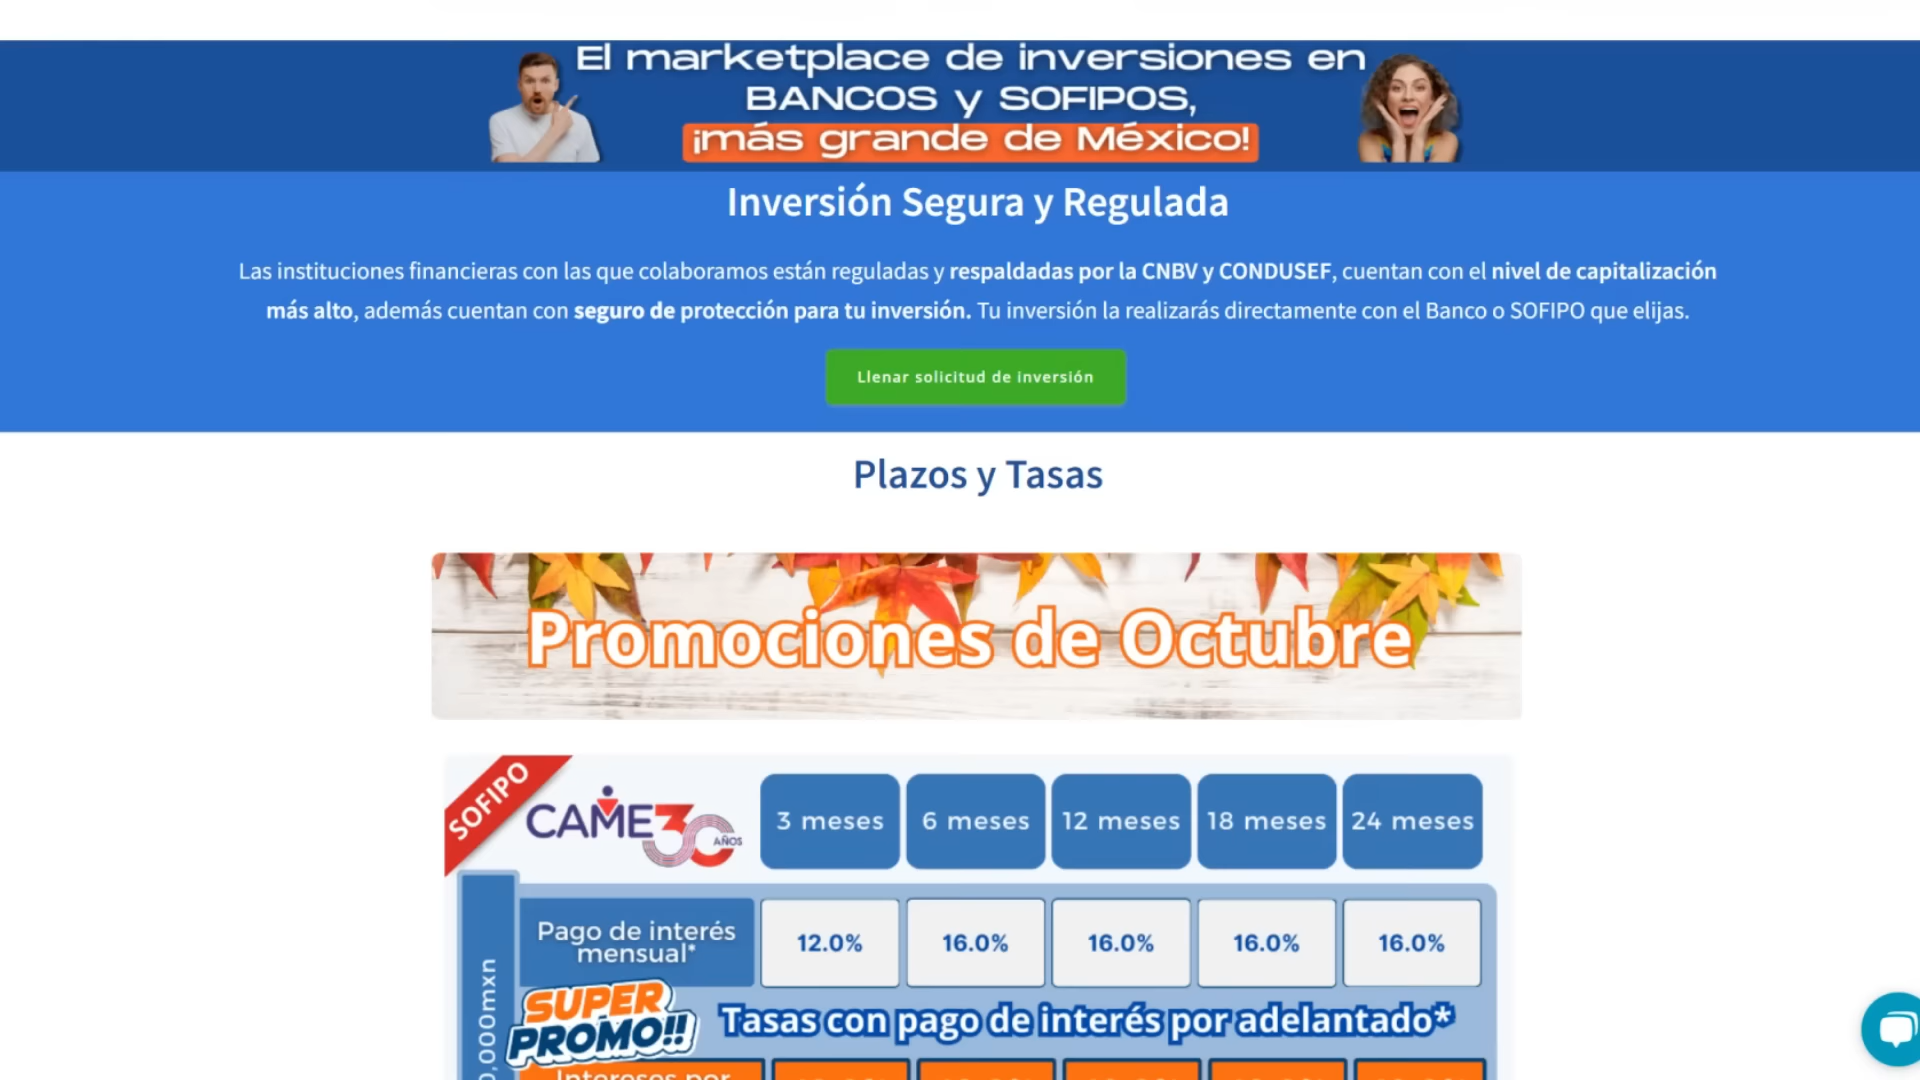 El marketplace de inversiones en
BANCOS y SOFIPOS,
¡más grande de México!
Inversión Segura y Regulada
Las instituciones financieras con las que colaboramos están reguladas y respaldadas por la CNBV y CONDUSEF, cuentan con el nivel de capitalización
más alto, además cuentan con seguro de protección para tu inversión. Tu inversión la realizarás directamente con el Banco o SOFIPO que elijas.
Llenar solicitud de inversión
Plazos y Tasas
Promociones de Octubre
SOFIPO
CAME 30 AÑOS
3 meses 6 meses 12 meses 18 meses 24 meses
Pago de interés
mensual*
12.0% 16.0% 16.0% 16.0% 16.0%
SUPER
PROMO!!
Tasas con pago de interés por adelantado*
0,000mxn
Intereses por